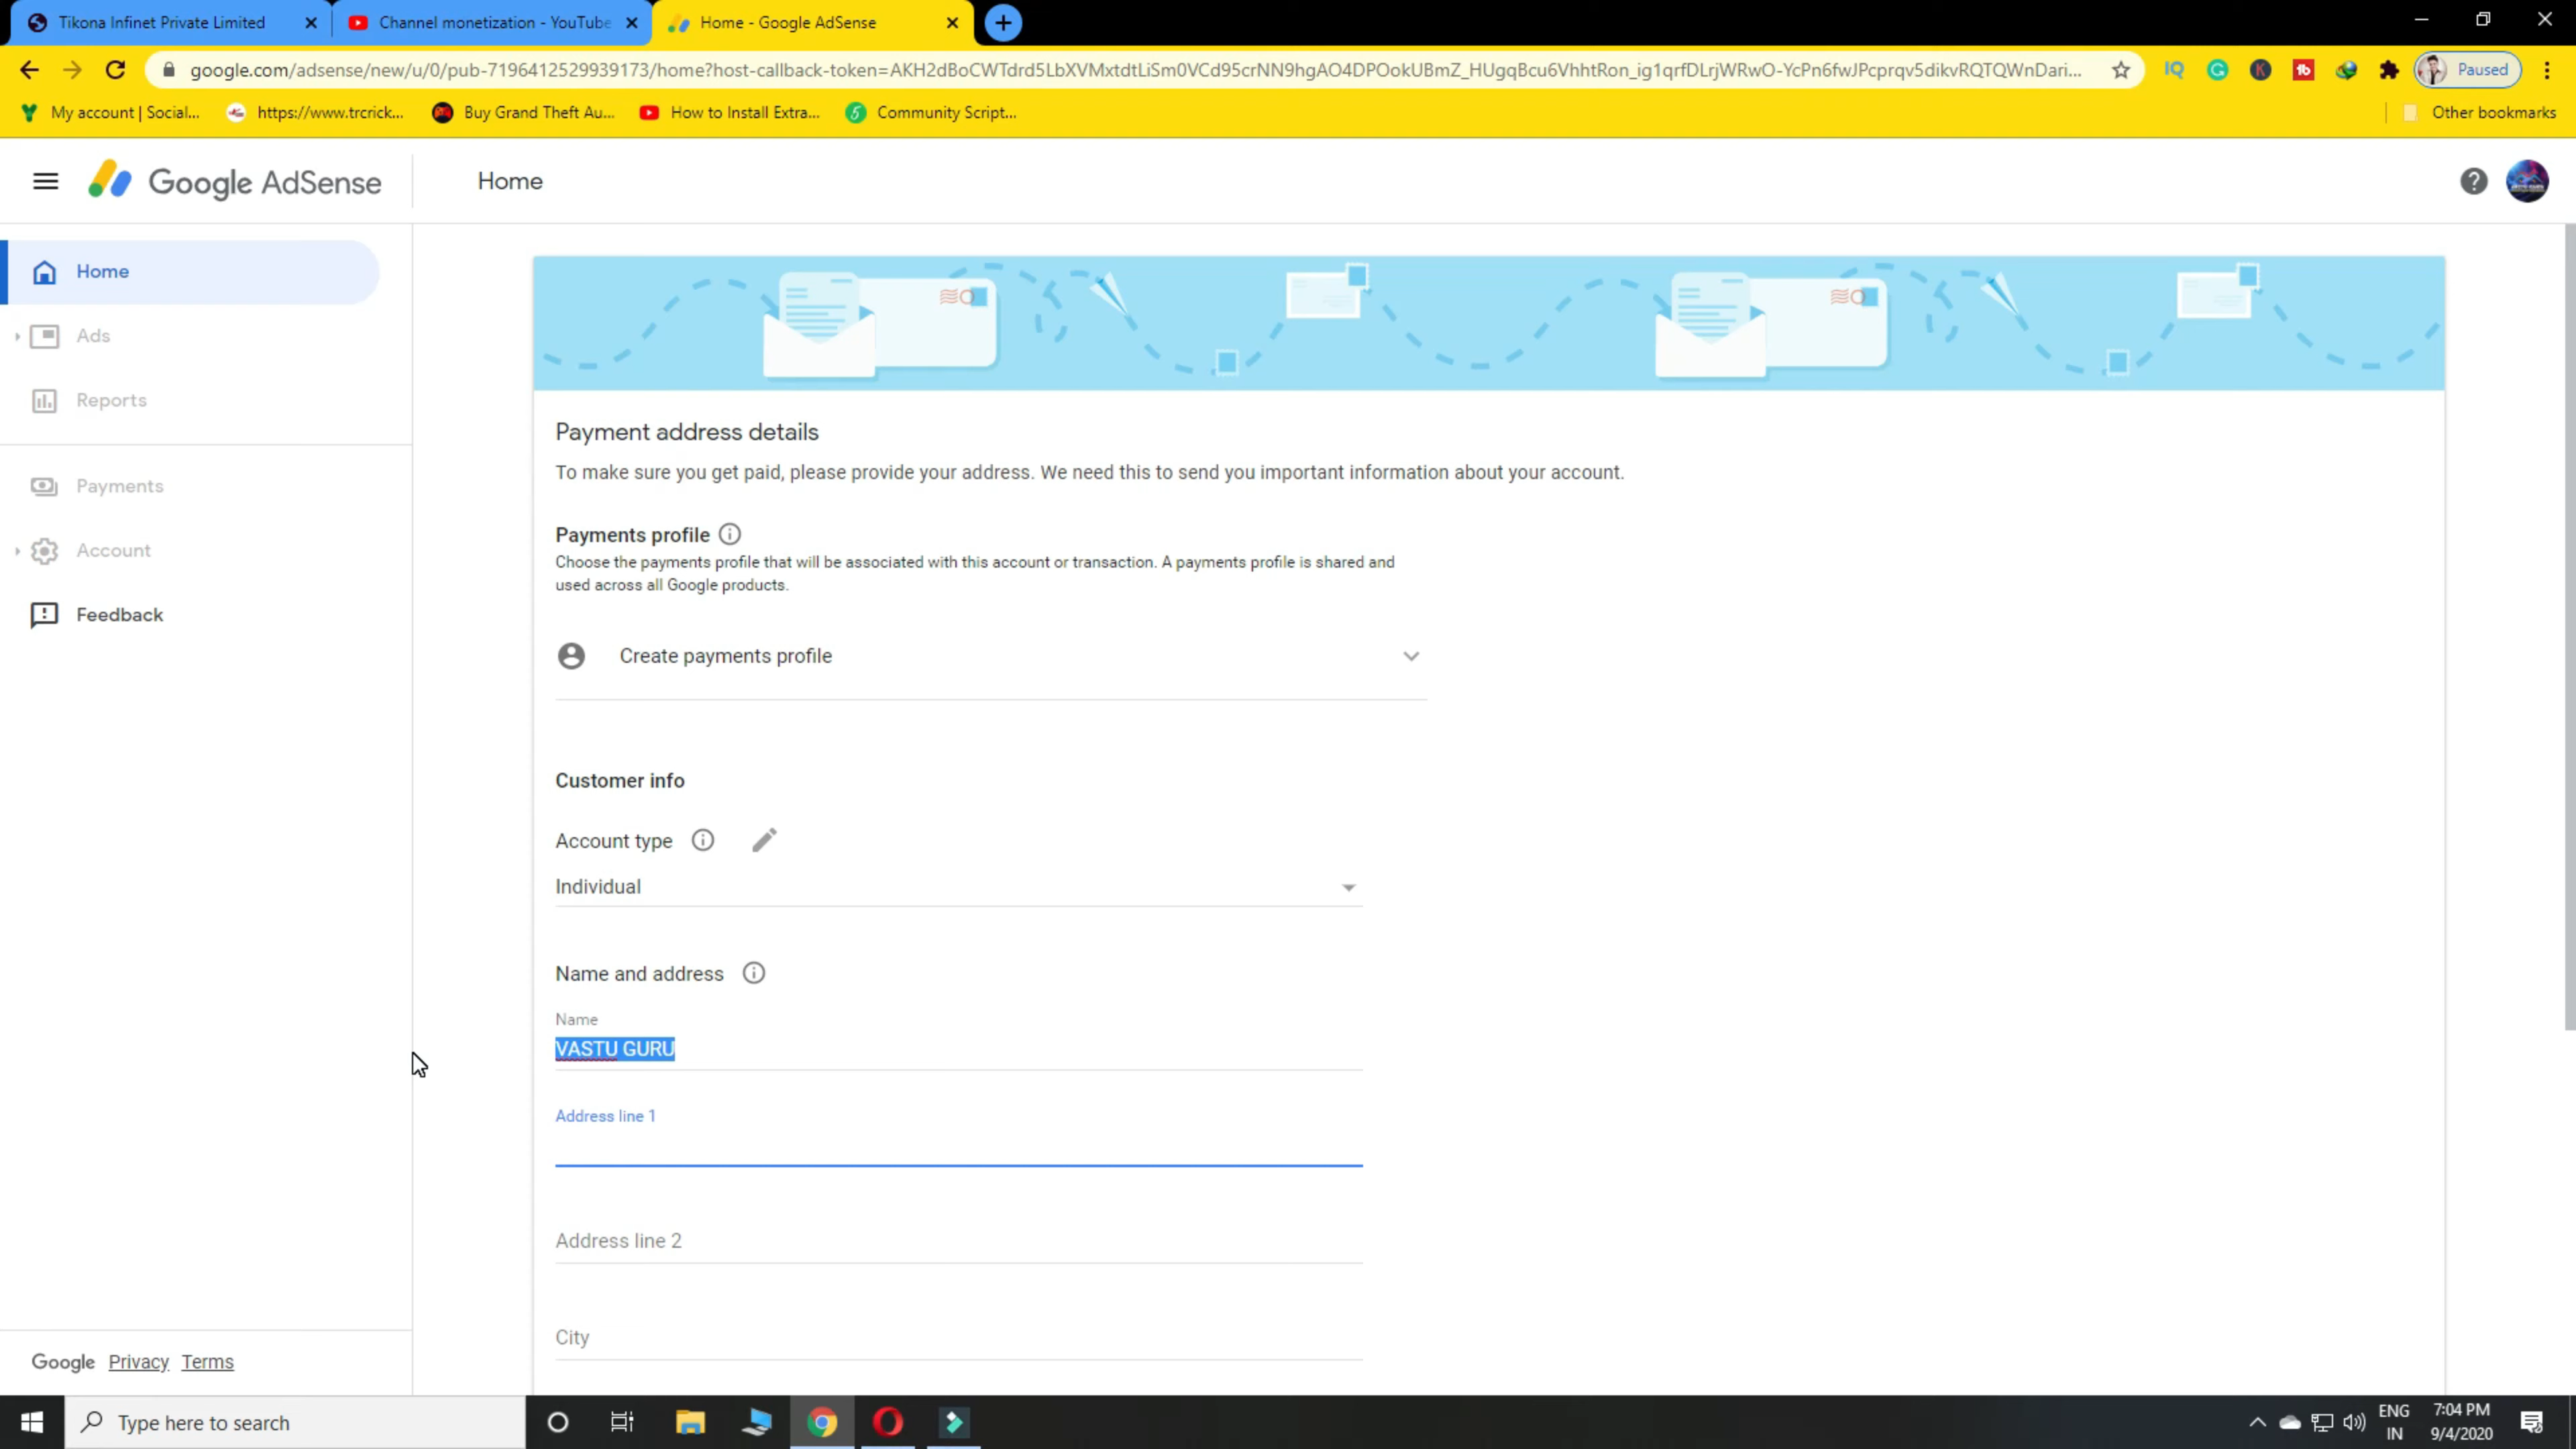 Tikona Infinet Private Limited
Channel monetization - YouTube
Home - Google AdSense
google.com/adsense/new/u/0/pub-7196412529939173/home?host-callback-token=AKH2dBoCWTdrd5LbXVMxtdtLiSm0VCd95crNN9hgAO4DPOokUBmZ_HUgqBcu6VhhtRon_ig1qrfDLrjWRwO-YcPn6fwJPcprqv5dikvRQTQWnDari...
IQ
Paused
My account | Social...
https://www.trcrick...
Buy Grand Theft Au...
How to Install Extra...
Community Script...
Other bookmarks
Google AdSense
Home
Home
Ads
Reports
Payments
Account
Feedback
Payment address details
To make sure you get paid, please provide your address. We need this to send you important information about your account.
Payments profile
Choose the payments profile that will be associated with this account or transaction. A payments profile is shared and
used across all Google products.
Create payments profile
Customer info
Account type
Individual
Name and address
Name
VASTU GURU
Address line 1
Address line 2
City
Google Privacy Terms
Type here to search
ENG
IN
7:04 PM
9/4/2020